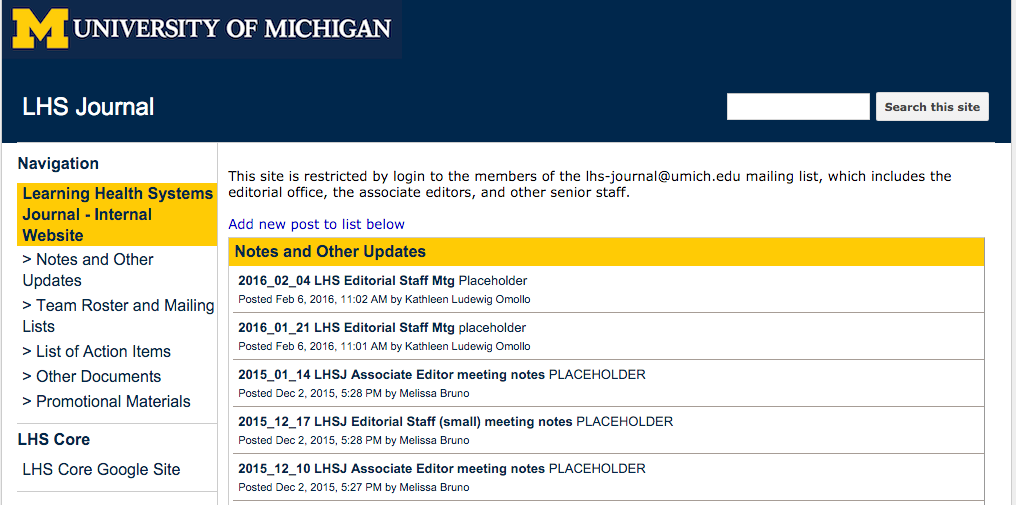 M UNIVERSITY OF MICHIGAN
LHS Journal
Search this site
Navigation
Learning Health Systems
Journal - Internal
Website
> Notes and Other
Updates
> Team Roster and Mailing
Lists
> List of Action Items
> Other Documents
> Promotional Materials
LHS Core
LHS Core Google Site
This site is restricted by login to the members of the lhs-journal@umich.edu mailing list, which includes the
editorial office, the associate editors, and other senior staff.
Add new post to list below
Notes and Other Updates
2016_02_04 LHS Editorial Staff Mtg Placeholder
Posted Feb 6, 2016, 11:02 AM by Kathleen Ludewig Omollo
2016_01_21 LHS Editorial Staff Mtg placeholder
Posted Feb 6, 2016, 11:01 AM by Kathleen Ludewig Omollo
2015_01_14 LHSJ Associate Editor meeting notes PLACEHOLDER
Posted Dec 2, 2015, 5:28 PM by Melissa Bruno
2015_12_17 LHSJ Editorial Staff (small) meeting notes PLACEHOLDER
Posted Dec 2, 2015, 5:28 PM by Melissa Bruno
2015_12_10 LHSJ Associate Editor meeting notes PLACEHOLDER
Posted Dec 2, 2015, 5:27 PM by Melissa Bruno